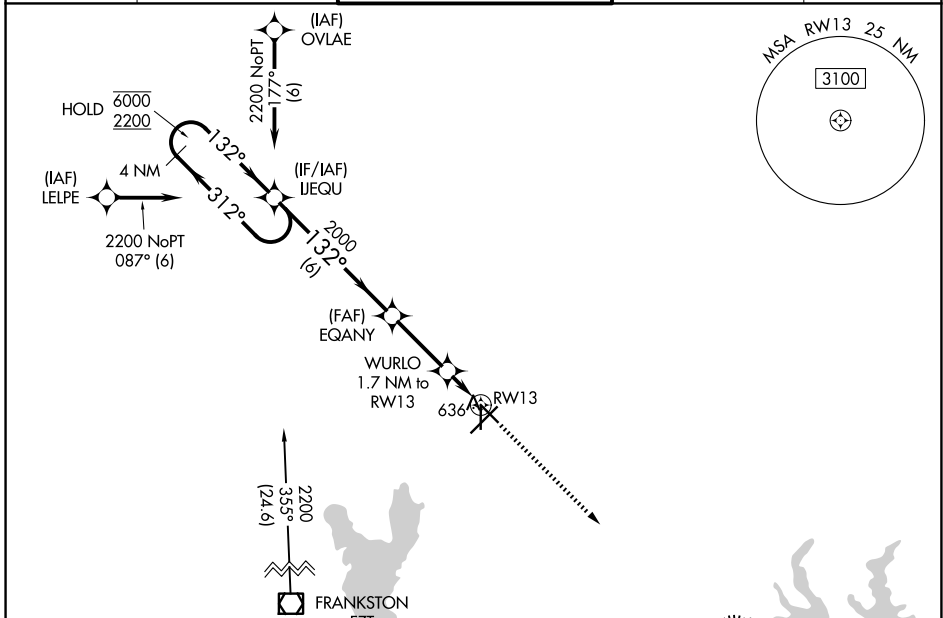 (IAF)
OVLAE
2200 NoPT
177°
(6)
MSA RW13 25 NM
3100
HOLD
6000
2200
132°
4 NM
312°
(IAF)
LELPE
2200 NoPT
087° (6)
(IF/IAF)
IJEQU
2000
132°
(6)
(FAF)
EQANY
WURLO
1.7 NM to
RW13
636
RW13
2200
355°
(24.6)
FRANKSTON